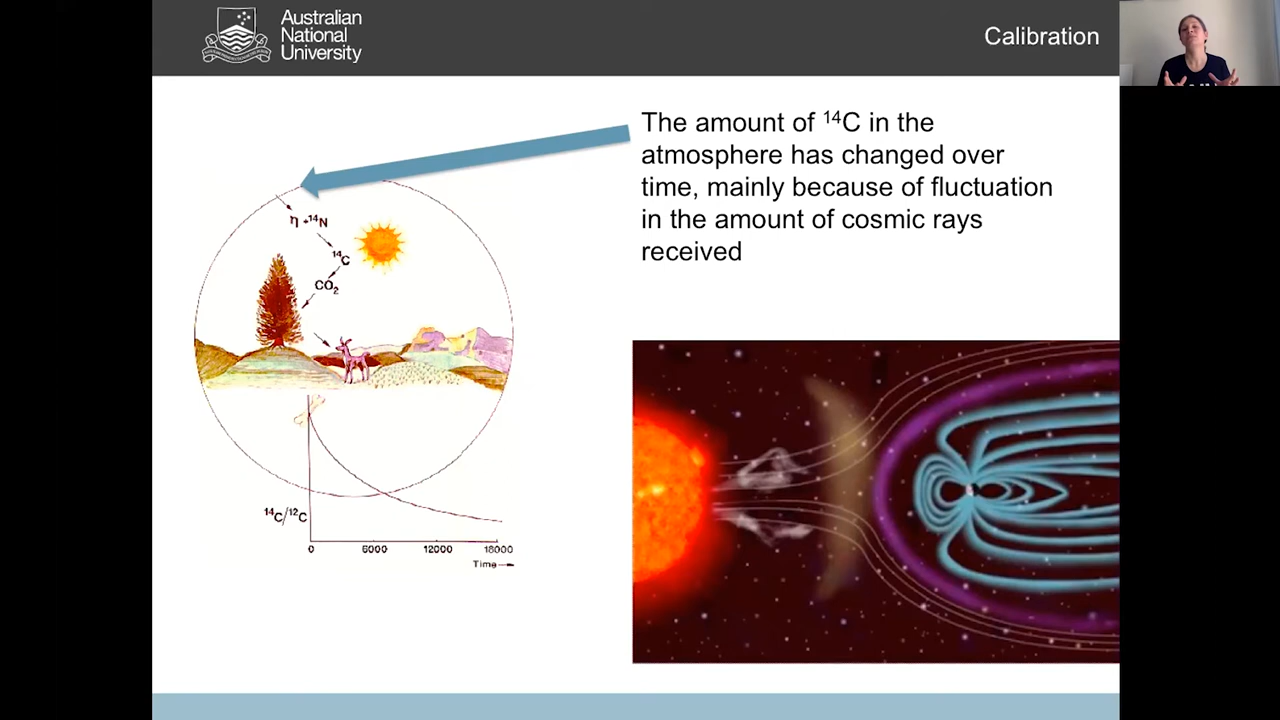 Australian
National
University
Calibration
The amount of ¹⁴C in the
atmosphere has changed over
time, mainly because of fluctuation
in the amount of cosmic rays
received
η +¹⁴N
¹⁴C
CO₂
¹⁴C/¹²C
0 6000 12000 18000
Time